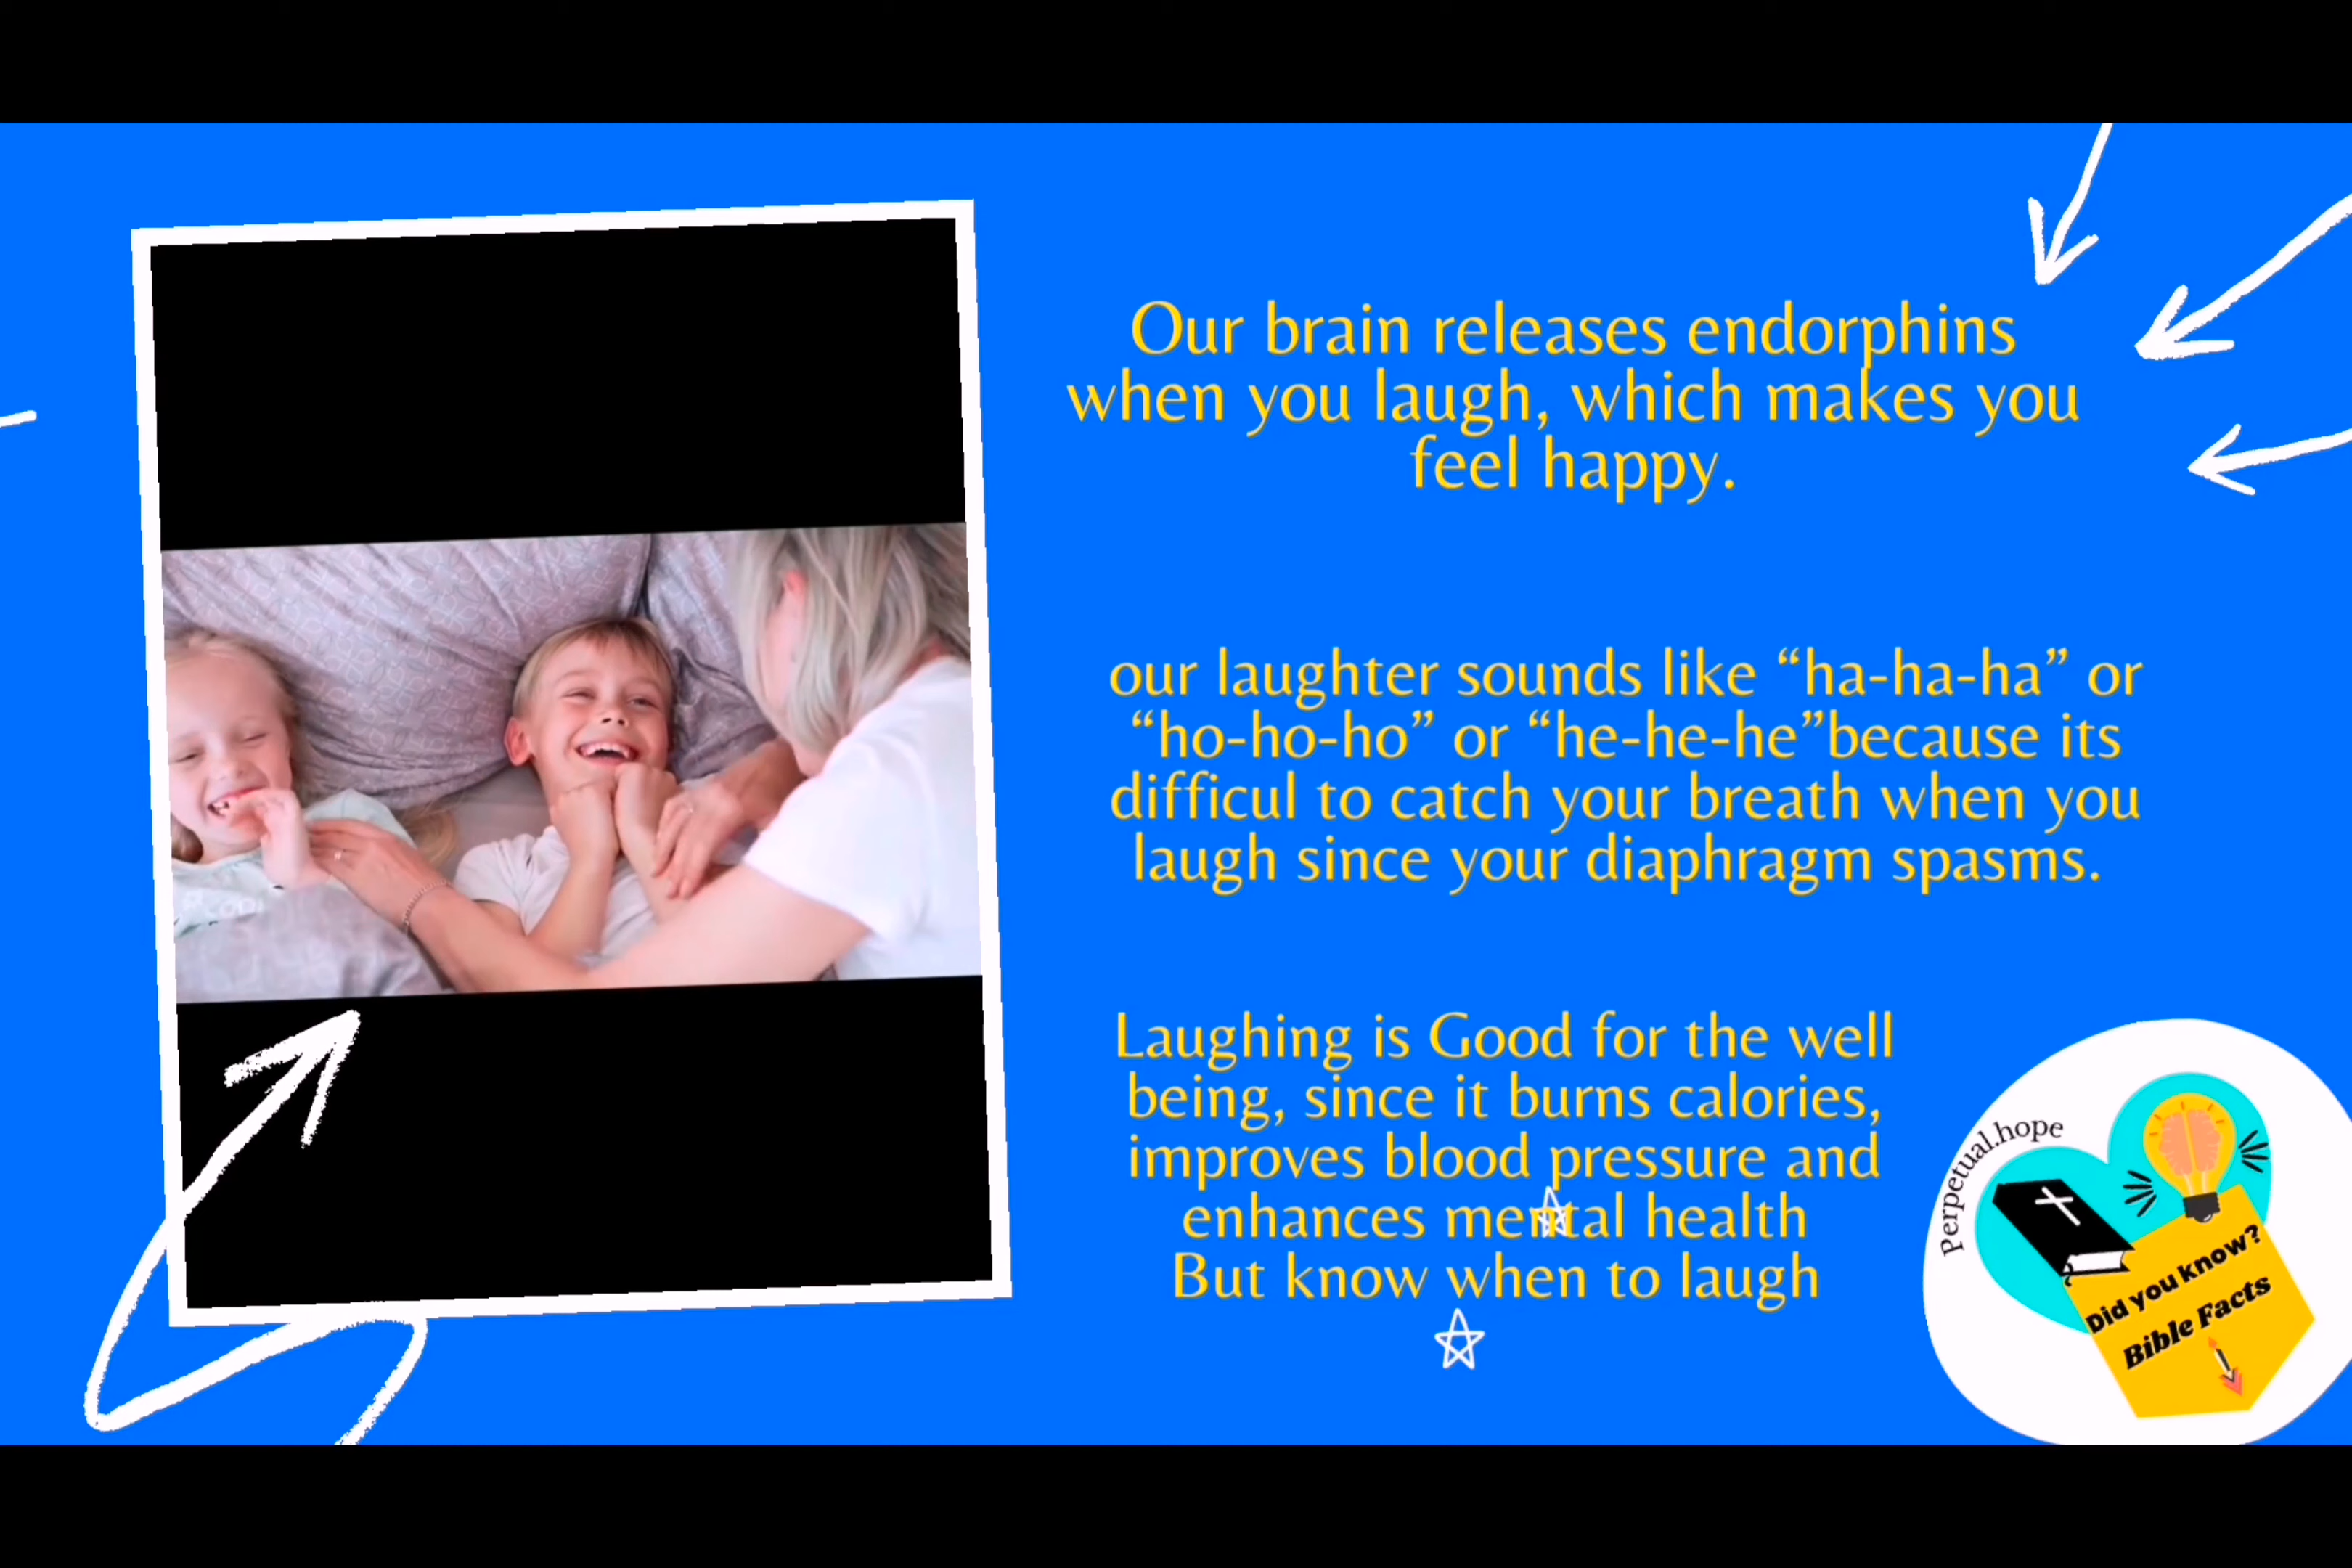 Our brain releases endorphins
when you laugh, which makes you
feel happy.
our laughter sounds like “ha-ha-ha” or
“ho-ho-ho” or “he-he-he”because its
difficul to catch your breath when you
laugh since your diaphragm spasms.
Laughing is Good for the well
being, since it burns calories,
improves blood pressure and
enhances mental health
But know when to laugh
Perpetual.hope
Did you know?
Bible Facts